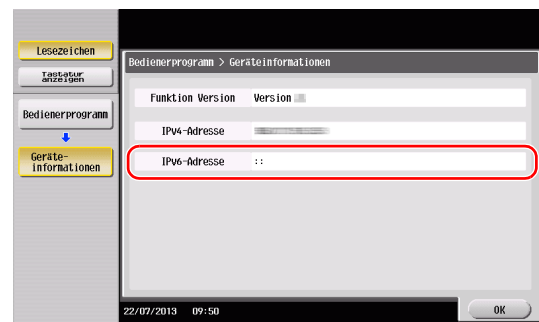 Lesezeichen
Tastatur
anzeigen
Bedienerprogramm
Geräte-
informationen
Bedienerprogramm > Geräteinformationen
Funktion Version Version
IPv4-Adresse
IPv6-Adresse ::
22/07/2013 09:50
OK